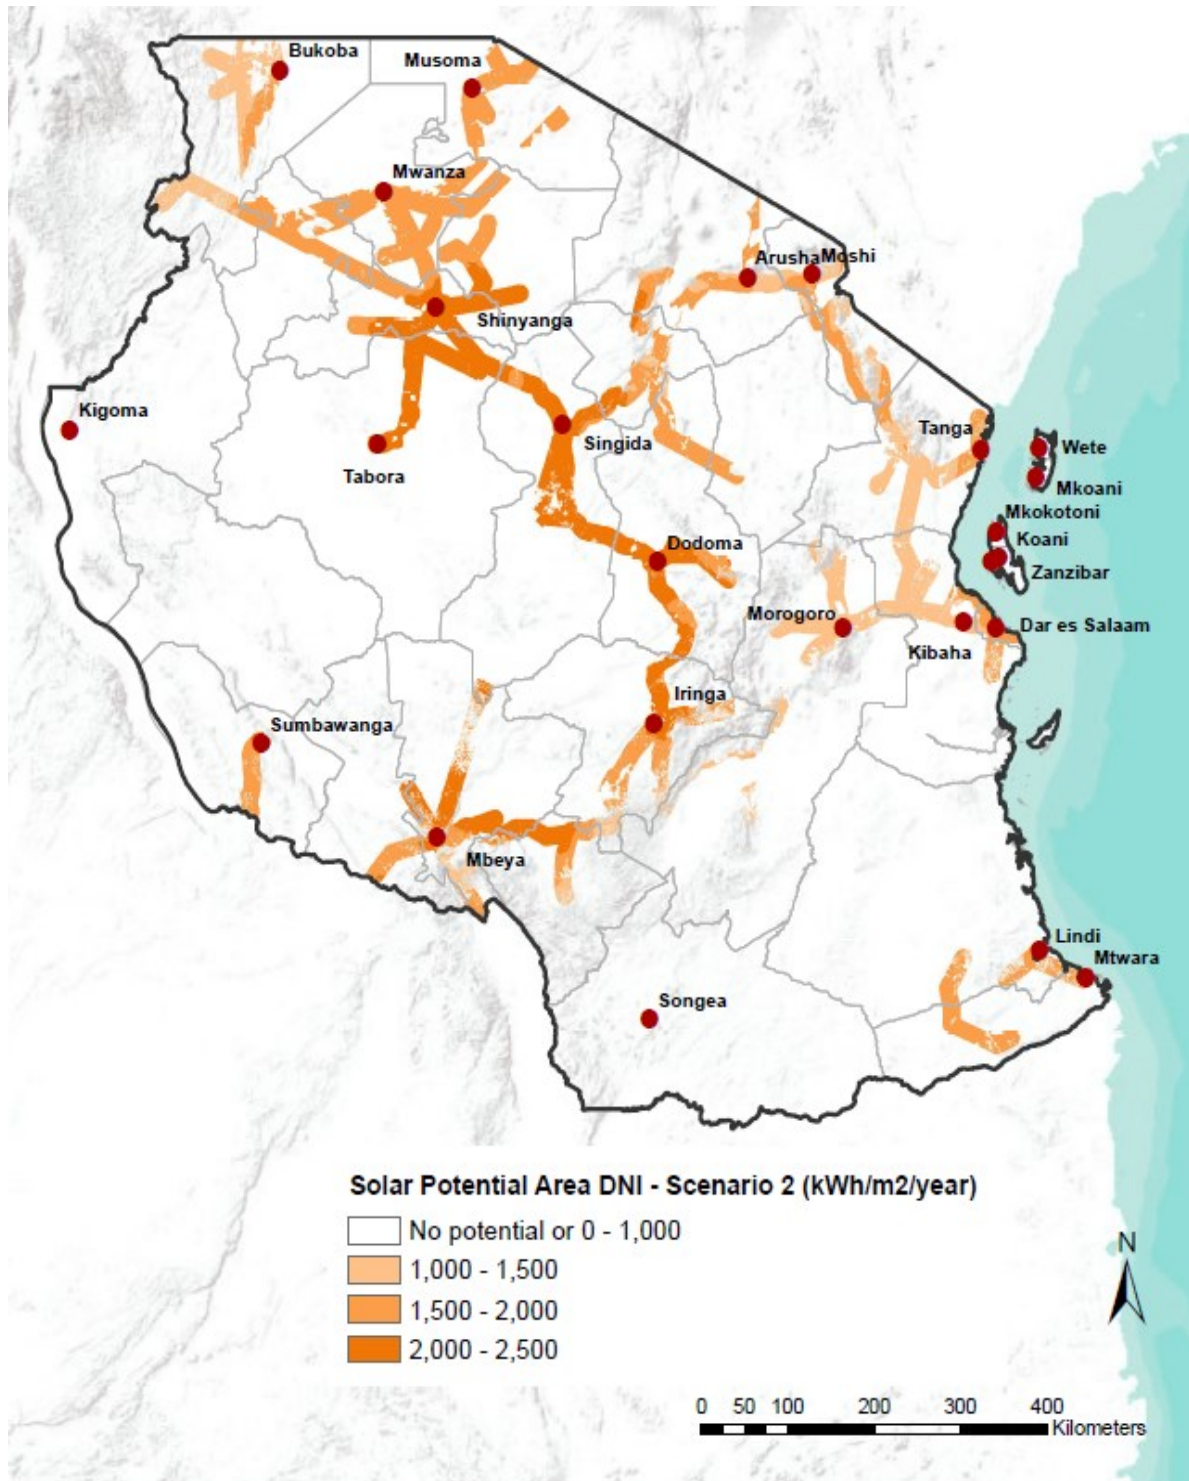 Bukoba
Musoma
Mwanza
Arusha
Moshi
Shinyanga
Kigoma
Singida
Tanga
Wete
Tabora
Mkoani
Mkokotoni
Koani
Dodoma
Zanzibar
Morogoro
Dar es Salaam
Kibaha
Iringa
Sumbawanga
Mbeya
Lindi
Mtwara
Songea
Solar Potential Area DNI - Scenario 2 (kWh/m2/year)
No potential or 0 - 1,000
1,000 - 1,500
1,500 - 2,000
2,000 - 2,500
N
0 50 100 200 300 400
Kilometers